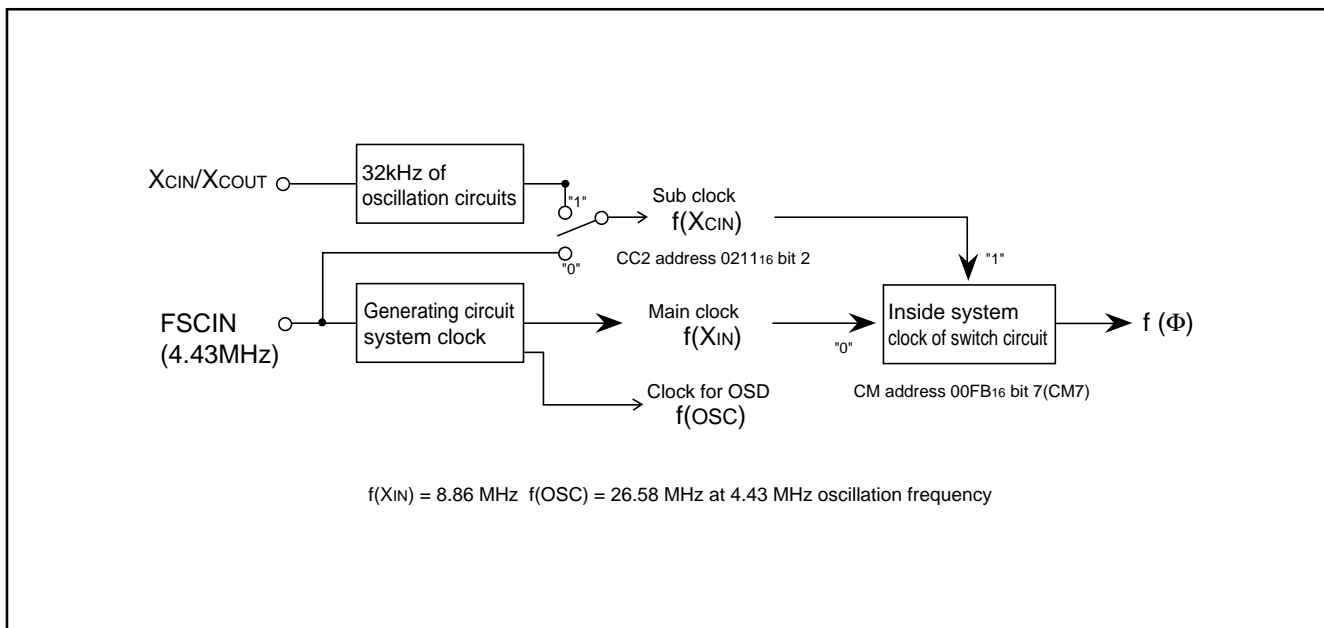 XCIN/XCOUT
32kHz of
oscillation circuits
"1"
"0"
Sub clock
f(XCIN)
CC2 address 021116 bit 2
"1"
FSCIN
(4.43MHz)
Generating circuit
system clock
Main clock
f(XIN)
"0"
Inside system
clock of switch circuit
f (Φ)
Clock for OSD
f(OSC)
CM address 00FB16 bit 7(CM7)
f(XIN) = 8.86 MHz f(OSC) = 26.58 MHz at 4.43 MHz oscillation frequency